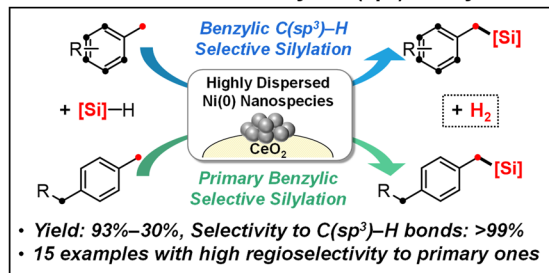 Benzylic C(sp³)–H
Selective Silylation
R
[Si]
Highly Dispersed
Ni(0) Nanospecies
+ [Si]–H
+ H₂
CeO₂
Primary Benzylic
Selective Silylation
R
[Si]
R
• Yield: 93%–30%, Selectivity to C(sp³)–H bonds: >99%
• 15 examples with high regioselectivity to primary ones